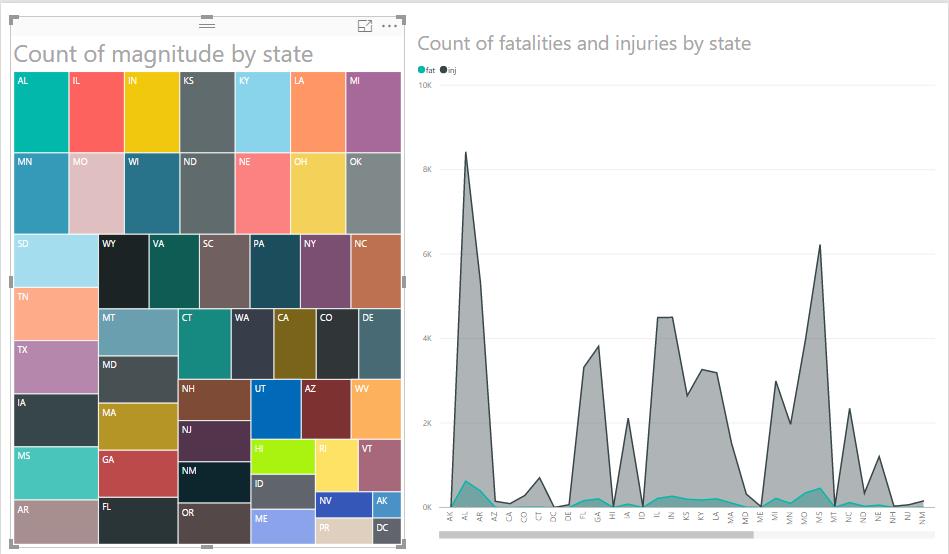 Count of magnitude by state
AL IL IN KS KY LA MI
MN MO WI ND NE OH OK
SD WY VA SC PA NY NC
TN
MT CT WA CA CO DE
TX
MD
NH UT AZ WV
IA
MA
NJ
HI RI VT
MS
GA
NM
ID
NV AK
AR
FL
OR
ME
PR DC
Count of fatalities and injuries by state
fat inj
10K
8K
6K
4K
2K
0K
AK AL AR AZ CA CO CT DC DE FL GA HI IA ID IL IN KS KY LA MA MD ME MI MN MO MS MT NC ND NE NH NJ NM